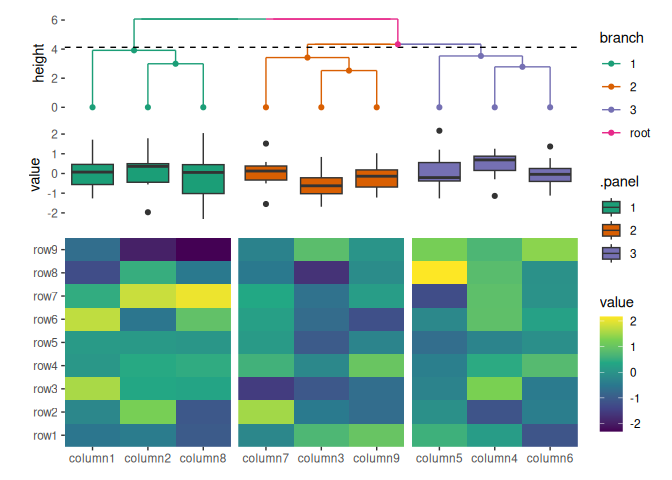 height
6
4
2
0
value
2
1
0
-1
-2
row9
row8
row7
row6
row5
row4
row3
row2
row1
column1 column2 column8 column7 column3 column9 column5 column4 column6
branch
1
2
3
root
.panel
1
2
3
value
2
1
0
-1
-2